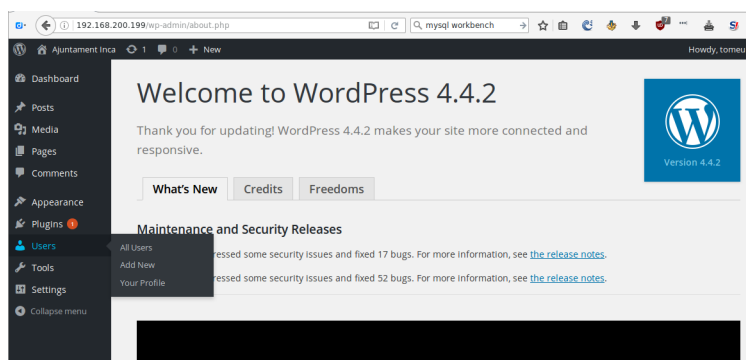 192.168.200.199/wp-admin/about.php
mysql workbench
Ajuntament Inca
1
0
New
Howdy, tomeu
Dashboard
Posts
Media
Pages
Comments
Appearance
Plugins 1
Users
Tools
Settings
Collapse menu
All Users
Add New
Your Profile
Welcome to WordPress 4.4.2
Thank you for updating! WordPress 4.4.2 makes your site more connected and
responsive.
Version 4.4.2
What's New
Credits
Freedoms
Maintenance and Security Releases
ressed some security issues and fixed 17 bugs. For more information, see the release notes.
ressed some security issues and fixed 52 bugs. For more information, see the release notes.